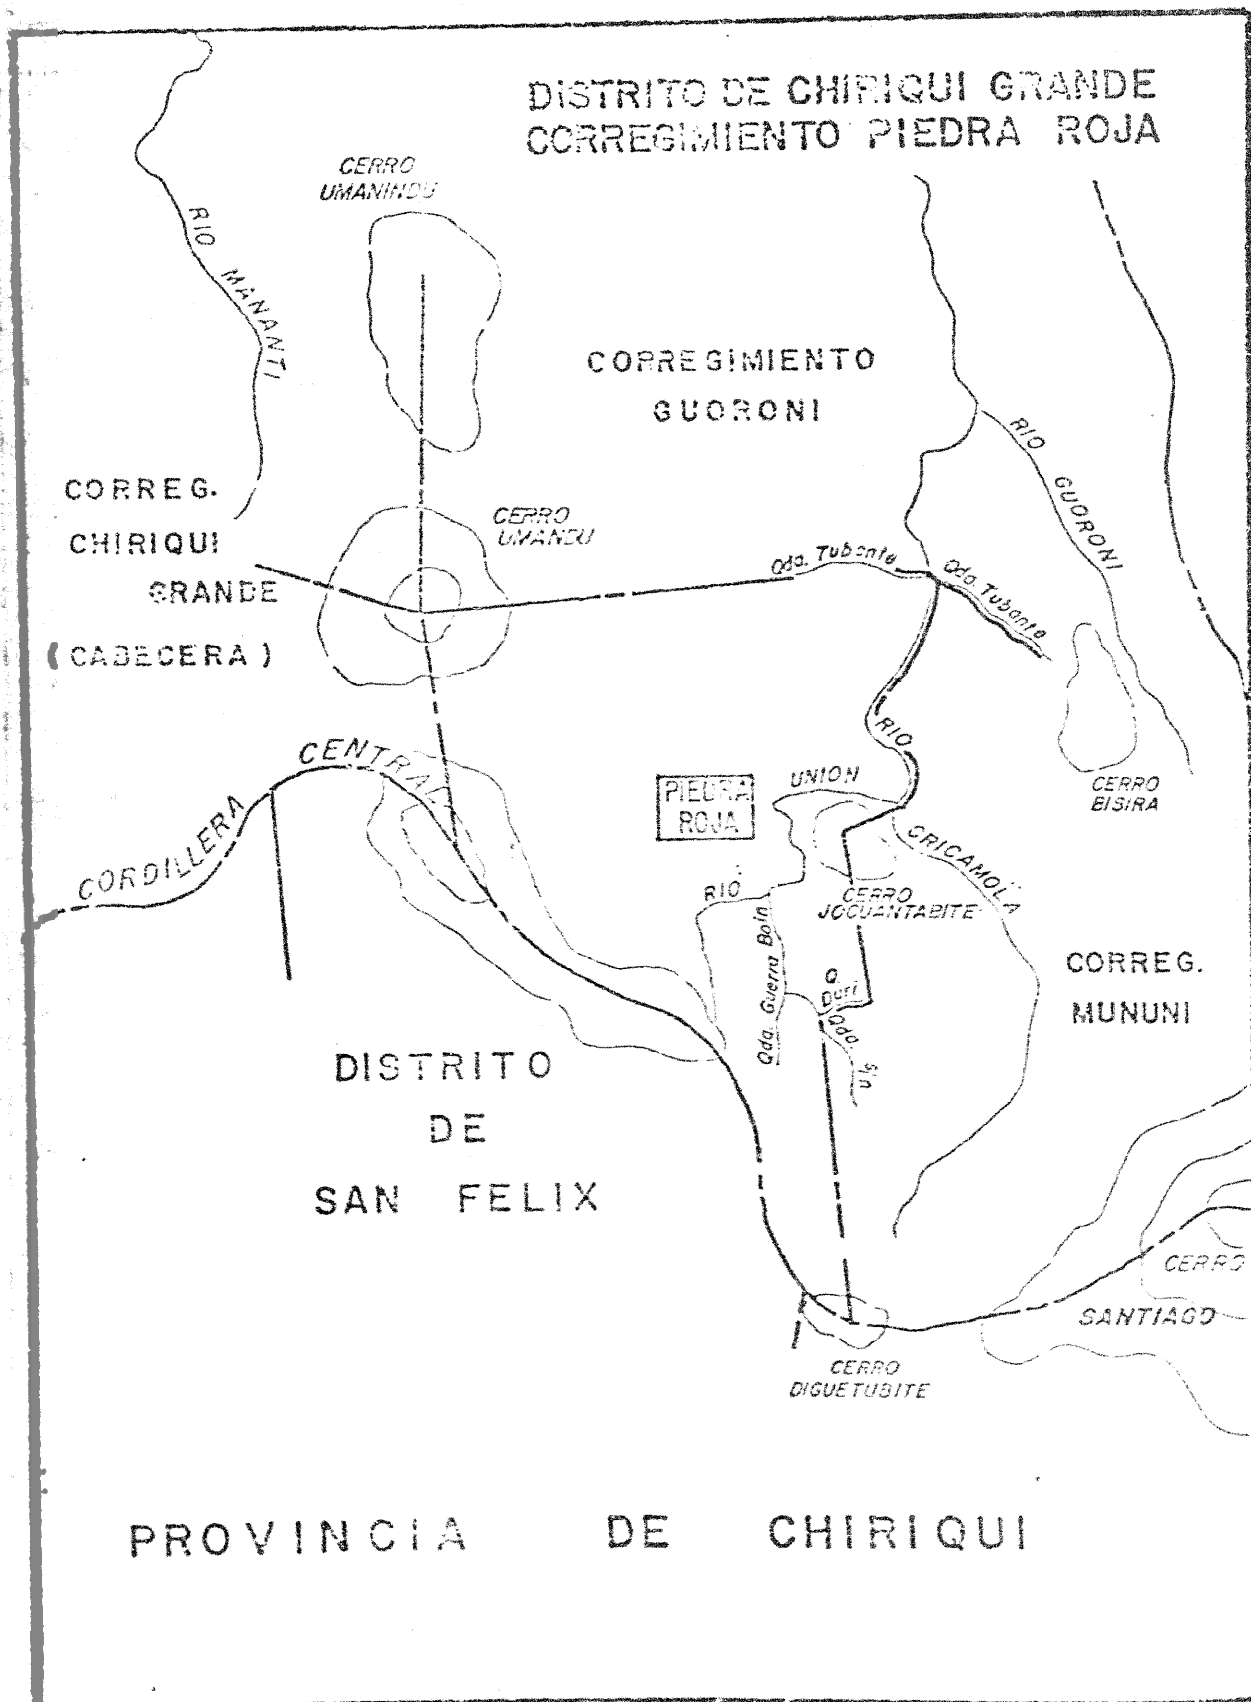 DISTRITO DE CHIRIQUI GRANDE
CORREGIMIENTO PIEDRA ROJA
CERRO
UMANINDU
RIO MANANTI
CORREGIMIENTO
GUORONI
RIO GUORONI
CORREG.
CHIRIQUI
GRANDE
(CABECERA)
CERRO
UMANDU
Qda. Tubante
Qda. Tubante
CORDILLERA CENTRAL
RIO
CRICAMOLA
PIEDRA
ROJA
RIO
UNION
CERRO
BISIRA
CERRO
JOCUANTABITE
Qda. Guerra Boin
Q.
Duri
Qda. Sin
CORREG.
MUNUNI
DISTRITO
DE
SAN FELIX
CERRO
SANTIAGO
CERRO
DIGUETUBITE
PROVINCIA DE CHIRIQUI